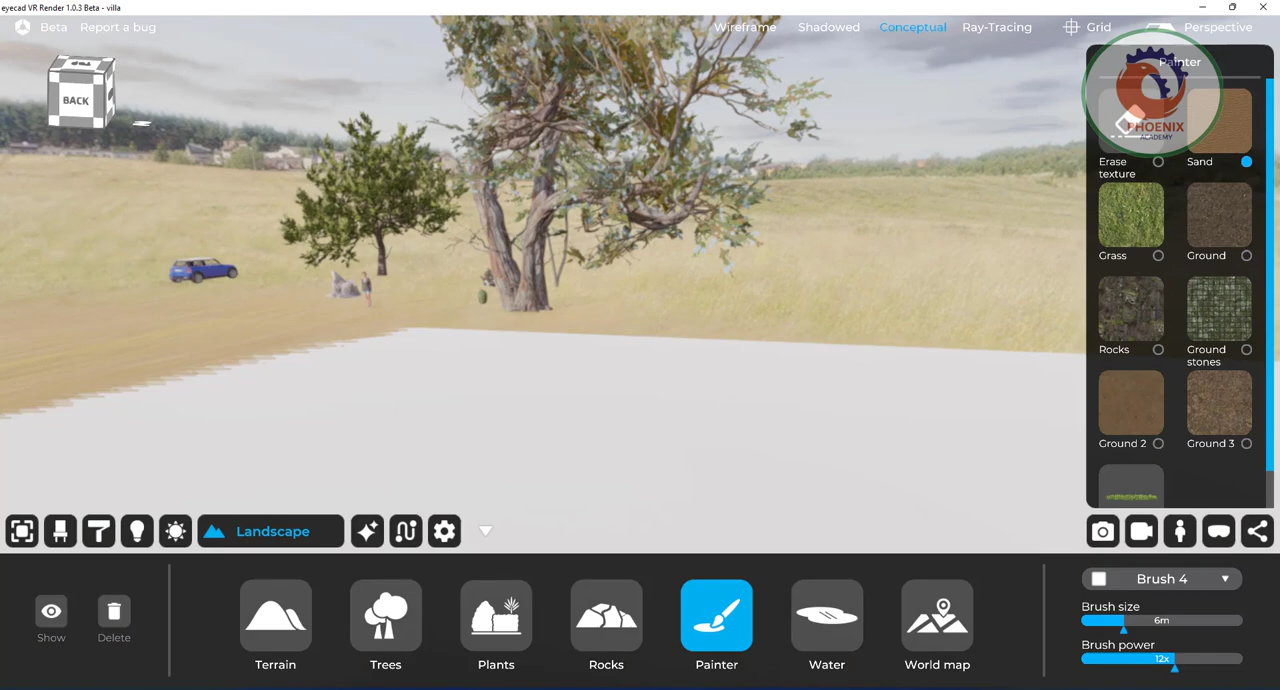 eyecad VR Render 1.0.3 Beta - villa
Beta Report a bug Wireframe Shadowed Conceptual Ray-Tracing Grid Perspective
Painter
BACK
PHOENIX
ACADEMY
Erase texture
Sand
Grass
Ground
Rocks
Ground stones
Ground 2
Ground 3
Landscape
Show
Delete
Terrain
Trees
Plants
Rocks
Painter
Water
World map
Brush 4
Brush size
6m
Brush power
12x